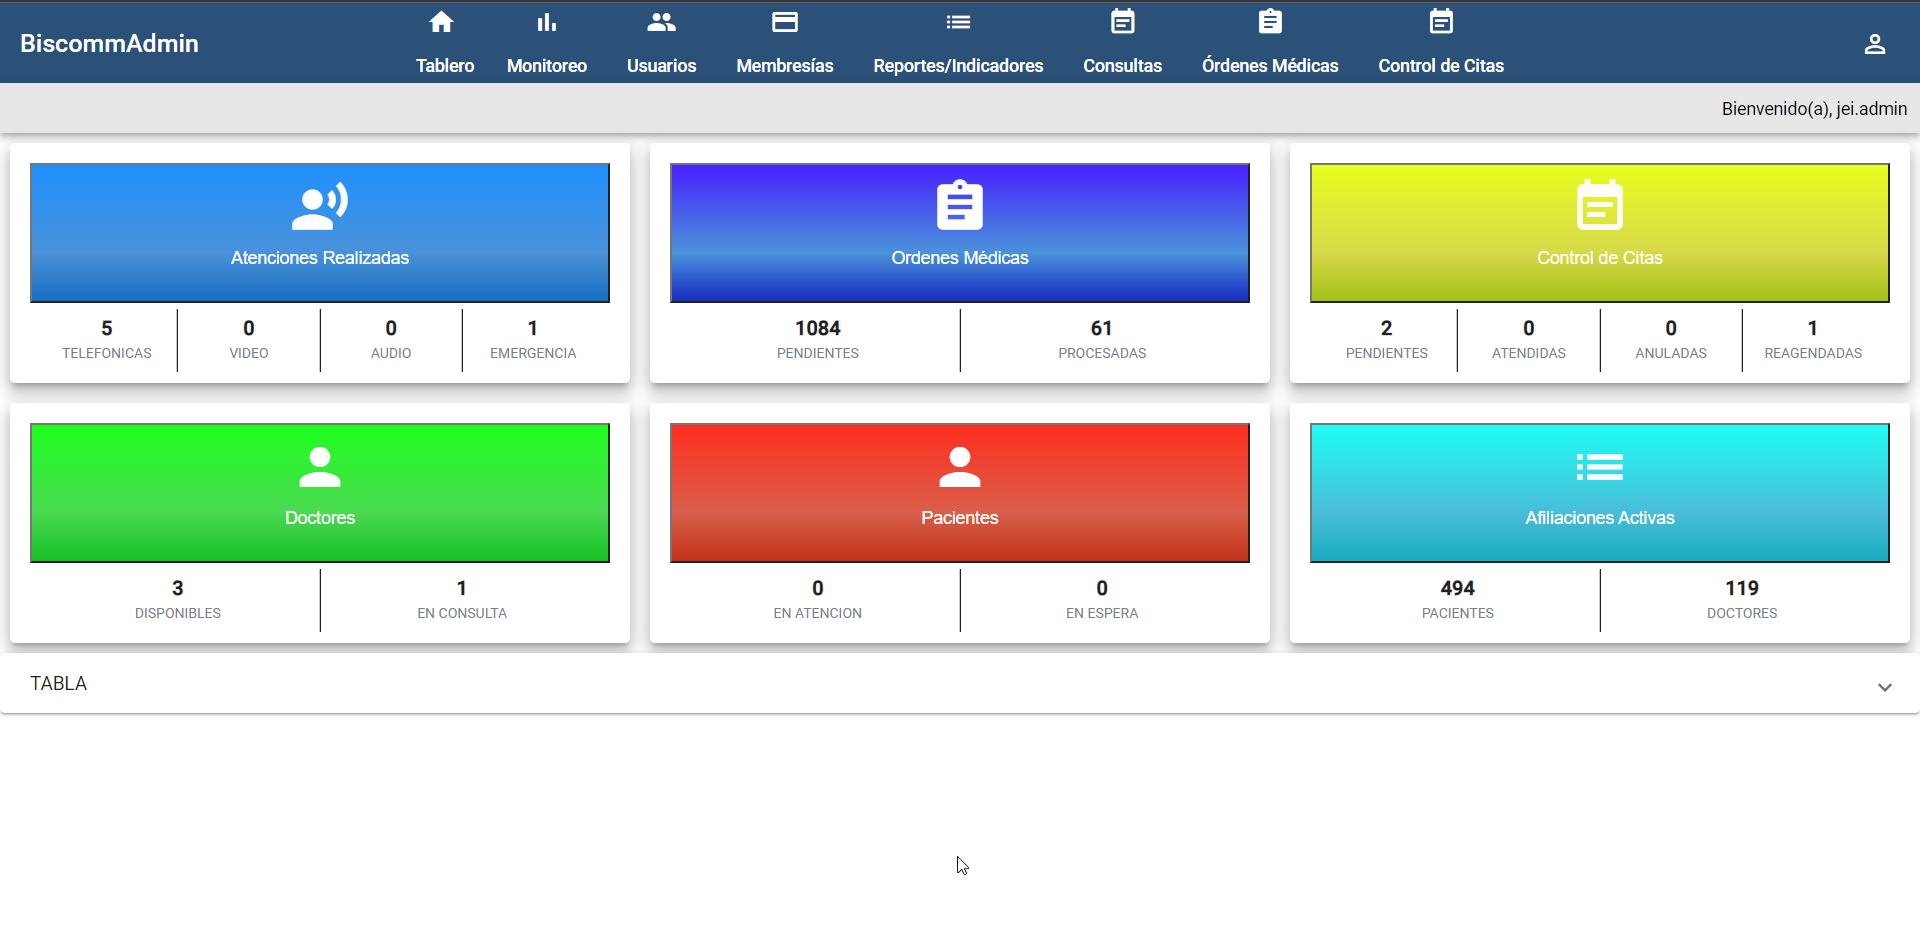 BiscommAdmin
Tablero Monitoreo Usuarios Membresías Reportes/Indicadores Consultas Órdenes Médicas Control de Citas
Bienvenido(a), jei.admin
Atenciones Realizadas
5 0 0 1
TELEFONICAS VIDEO AUDIO EMERGENCIA
Ordenes Médicas
1084 61
PENDIENTES PROCESADAS
Control de Citas
2 0 0 1
PENDIENTES ATENDIDAS ANULADAS REAGENDADAS
Doctores
3 1
DISPONIBLES EN CONSULTA
Pacientes
0 0
EN ATENCION EN ESPERA
Afiliaciones Activas
494 119
PACIENTES DOCTORES
TABLA